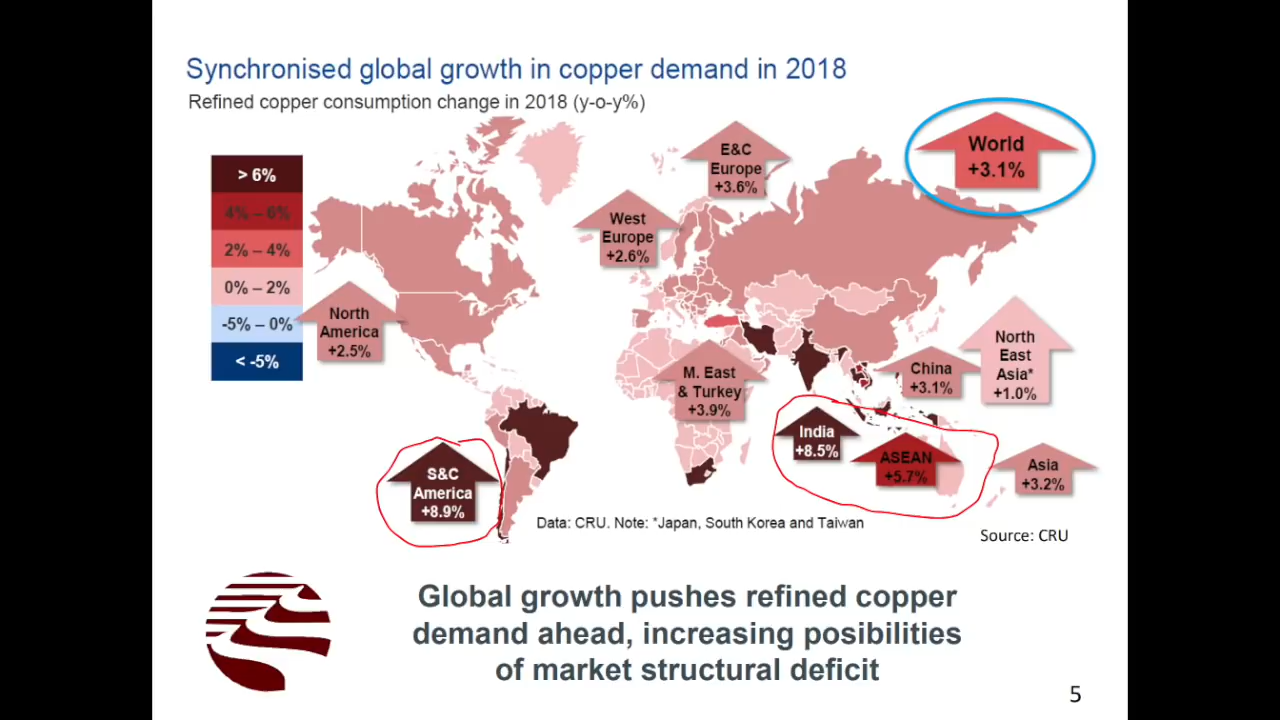 Synchronised global growth in copper demand in 2018
Refined copper consumption change in 2018 (y-o-y%)
> 6%
4% – 6%
2% – 4%
0% – 2%
-5% – 0%
< -5%
North
America
+2.5%
West
Europe
+2.6%
E&C
Europe
+3.6%
World
+3.1%
M. East
& Turkey
+3.9%
China
+3.1%
North
East
Asia*
+1.0%
S&C
America
+8.9%
India
+8.5%
ASEAN
+5.7%
Asia
+3.2%
Data: CRU. Note: *Japan, South Korea and Taiwan
Source: CRU
Global growth pushes refined copper
demand ahead, increasing posibilities
of market structural deficit
5